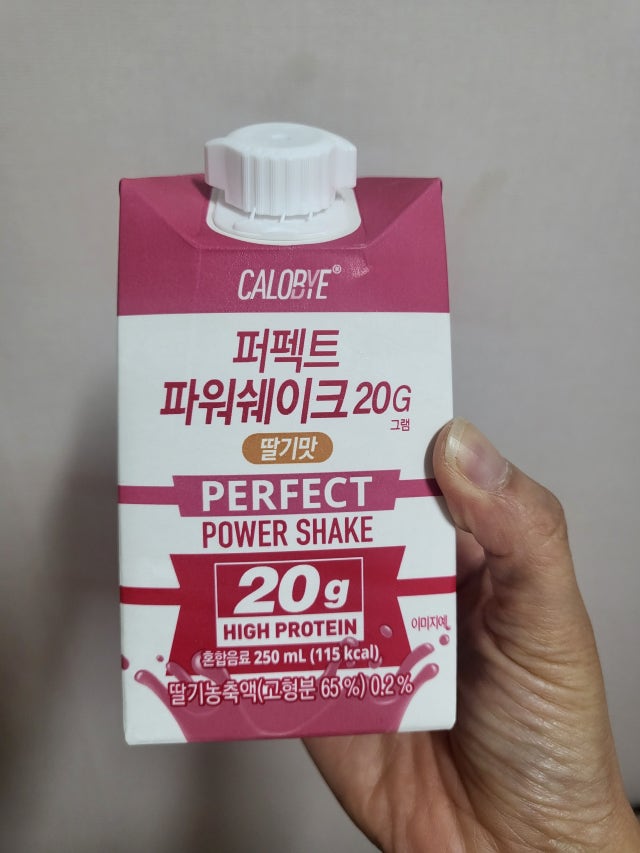 CALOBYE®
퍼펙트
파워쉐이크 20G
그램
딸기맛
PERFECT
POWER SHAKE
20g
HIGH PROTEIN
이미지예
혼합음료 250 mL (115 kcal)
딸기농축액(고형분 65 %) 0.2 %